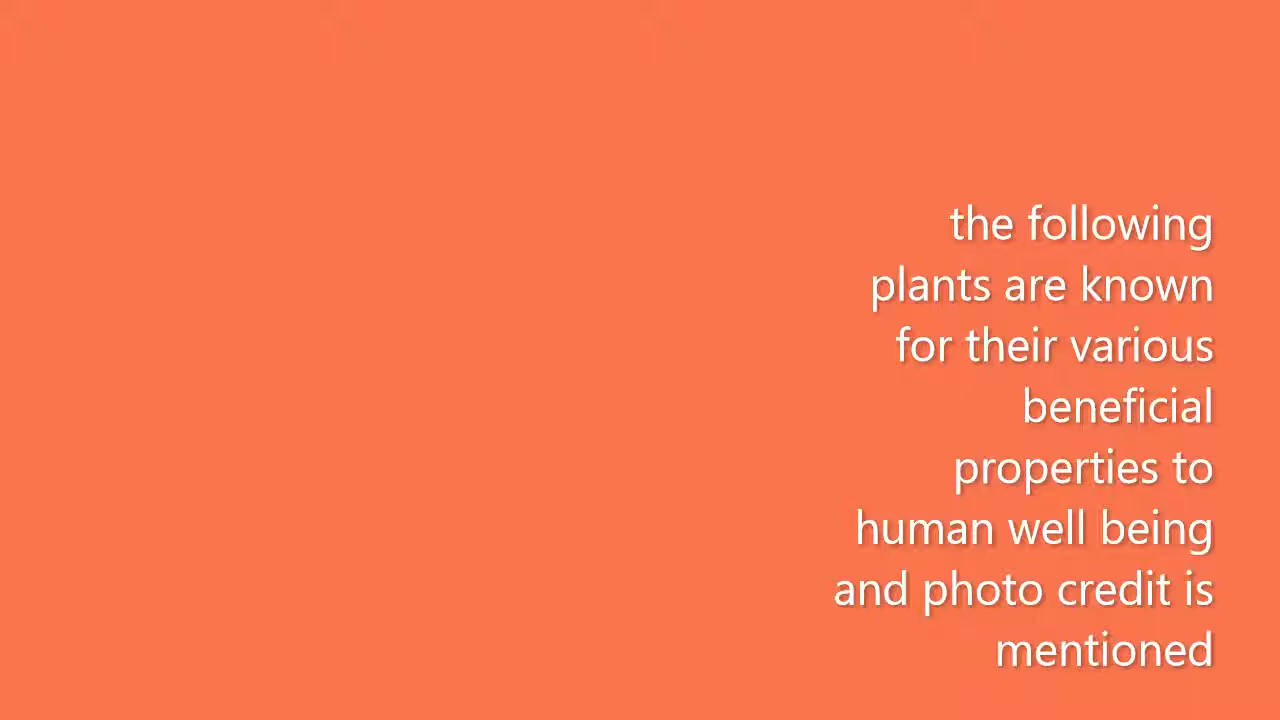 the following
plants are known
for their various
beneficial
properties to
human well being
and photo credit is
mentioned